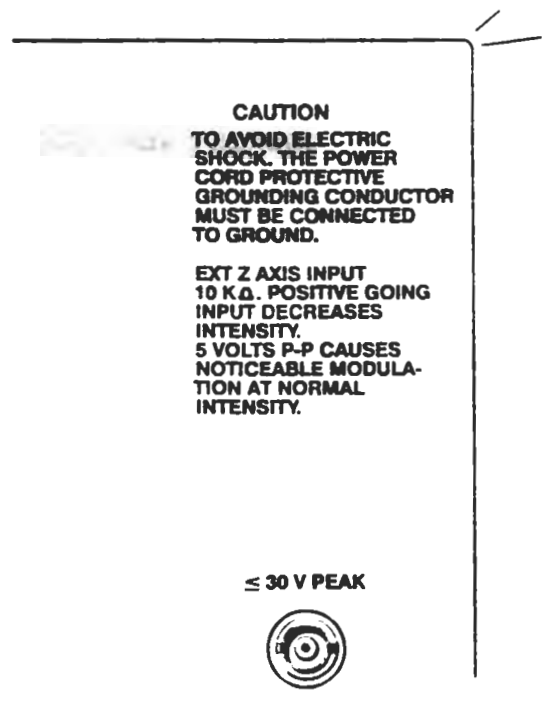 CAUTION
TO AVOID ELECTRIC
SHOCK. THE POWER
CORD PROTECTIVE
GROUNDING CONDUCTOR
MUST BE CONNECTED
TO GROUND.
EXT Z AXIS INPUT
10 KΩ. POSITIVE GOING
INPUT DECREASES
INTENSITY.
5 VOLTS P-P CAUSES
NOTICEABLE MODULA-
TION AT NORMAL
INTENSITY.
≤ 30 V PEAK